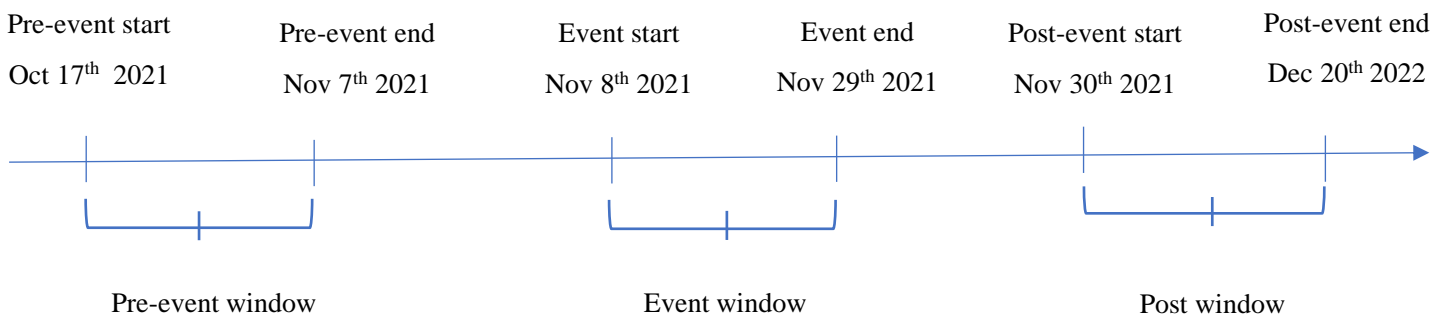 Pre-event start
Oct 17th 2021
Pre-event end
Nov 7th 2021
Event start
Nov 8th 2021
Event end
Nov 29th 2021
Post-event start
Nov 30th 2021
Post-event end
Dec 20th 2022
Pre-event window
Event window
Post window